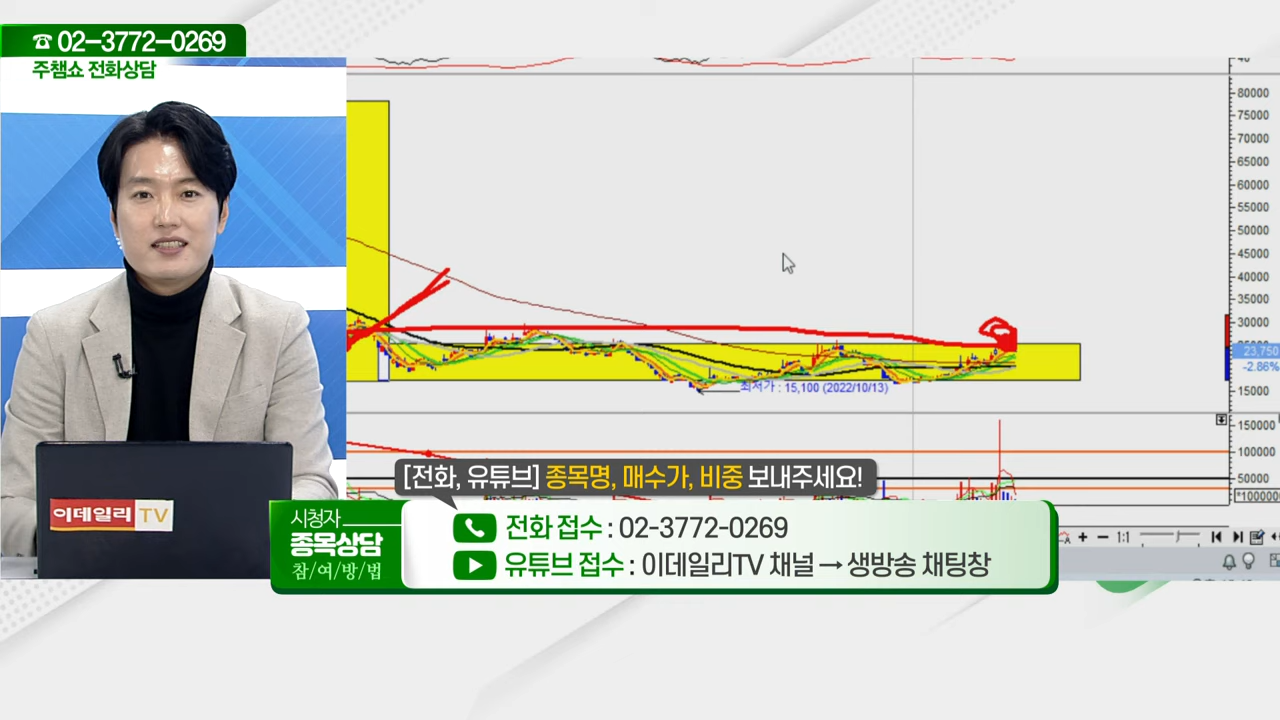 ☎ 02-3772-0269
주챔쇼 전화상담
80000
75000
70000
65000
60000
55000
50000
45000
40000
35000
30000
23,750
-2.86%
15000
최저가 : 15,100 (2022/10/13)
150000
100000
50000
*100000
1:1
[전화, 유튜브] 종목명, 매수가, 비중 보내주세요!
시청자
종목상담
참/여/방/법
전화 접수 : 02-3772-0269
유튜브 접수 : 이데일리TV 채널 → 생방송 채팅창
이데일리 TV